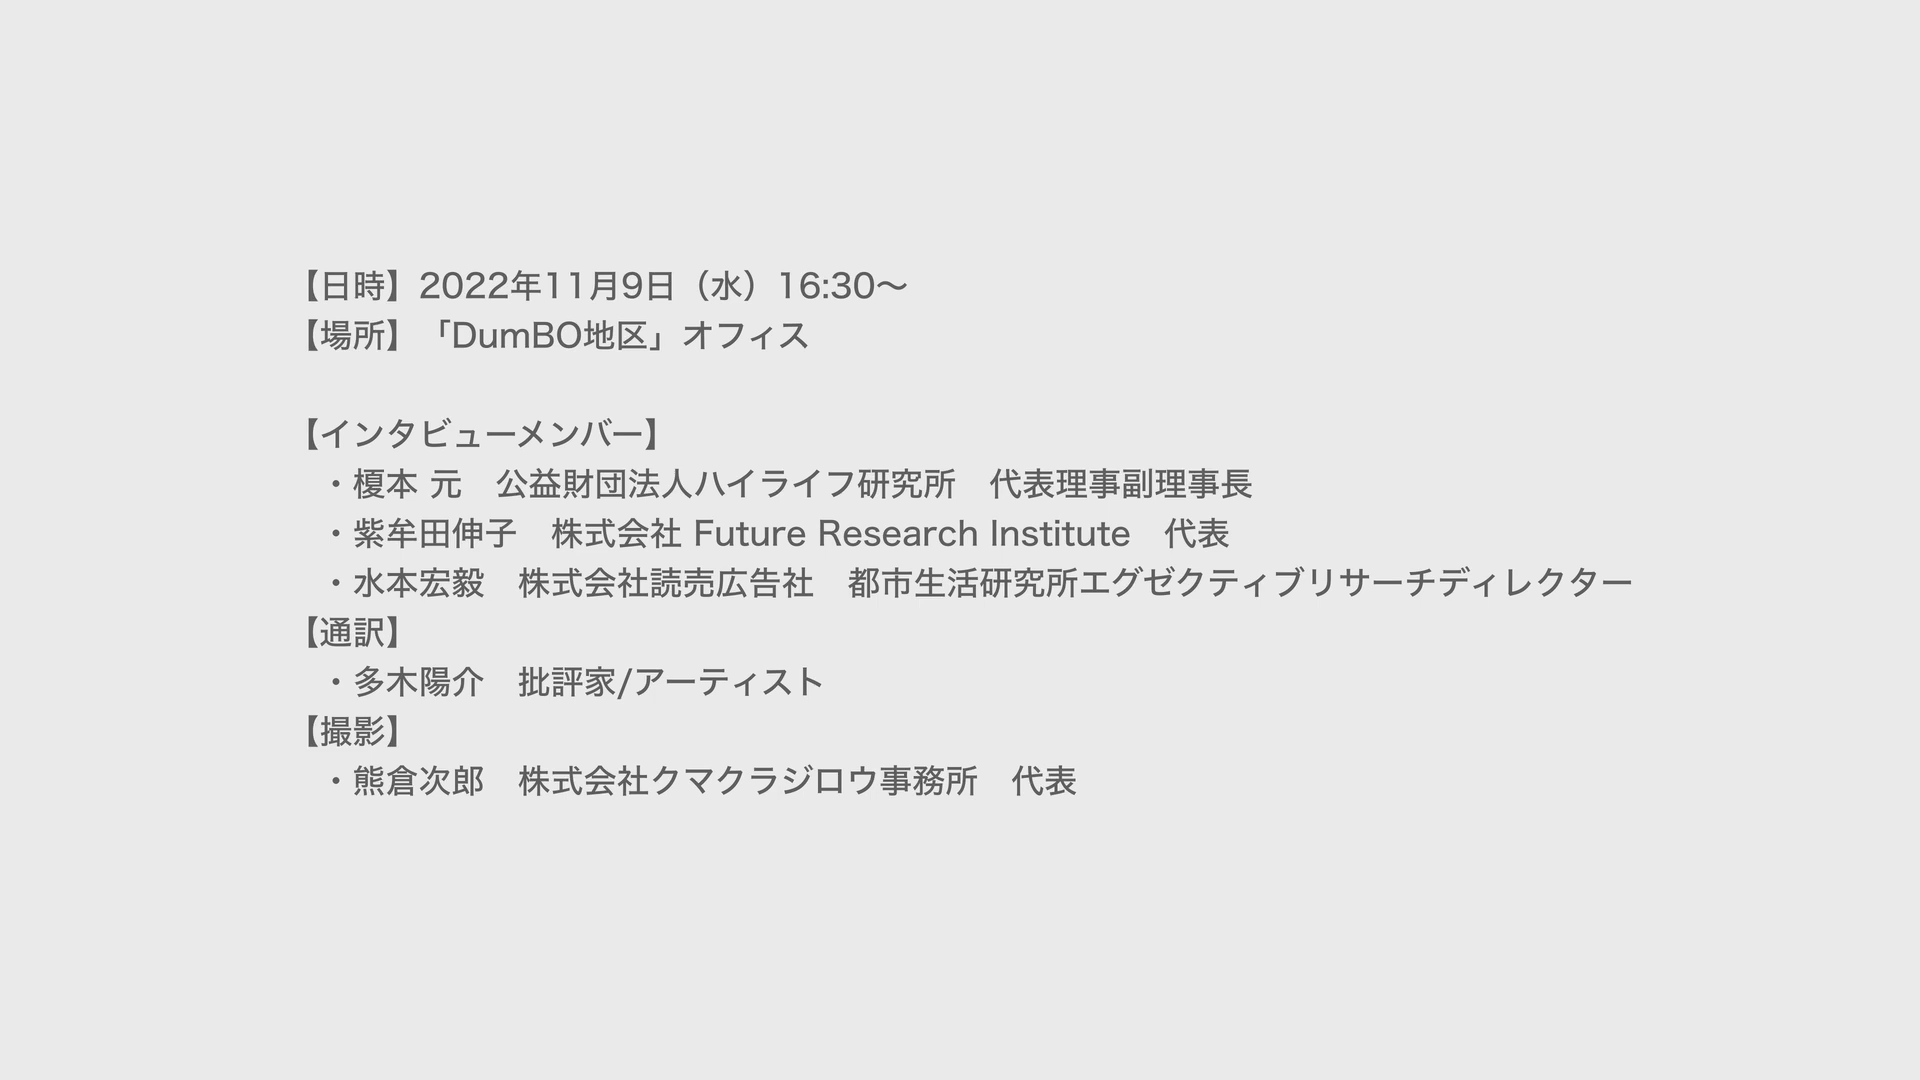 【日時】2022年11月9日（水）16:30〜
【場所】「DumBO地区」オフィス
【インタビューメンバー】
・榎本 元　公益財団法人ハイライフ研究所　代表理事副理事長
・紫牟田伸子　株式会社 Future Research Institute　代表
・水本宏毅　株式会社読売広告社　都市生活研究所エグゼクティブリサーチディレクター
【通訳】
・多木陽介　批評家/アーティスト
【撮影】
・熊倉次郎　株式会社クマクラジロウ事務所　代表